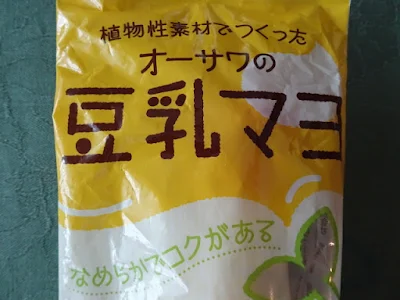 植物性素材でつくった
オーサワの
豆乳マヨ
なめらかでコクがある